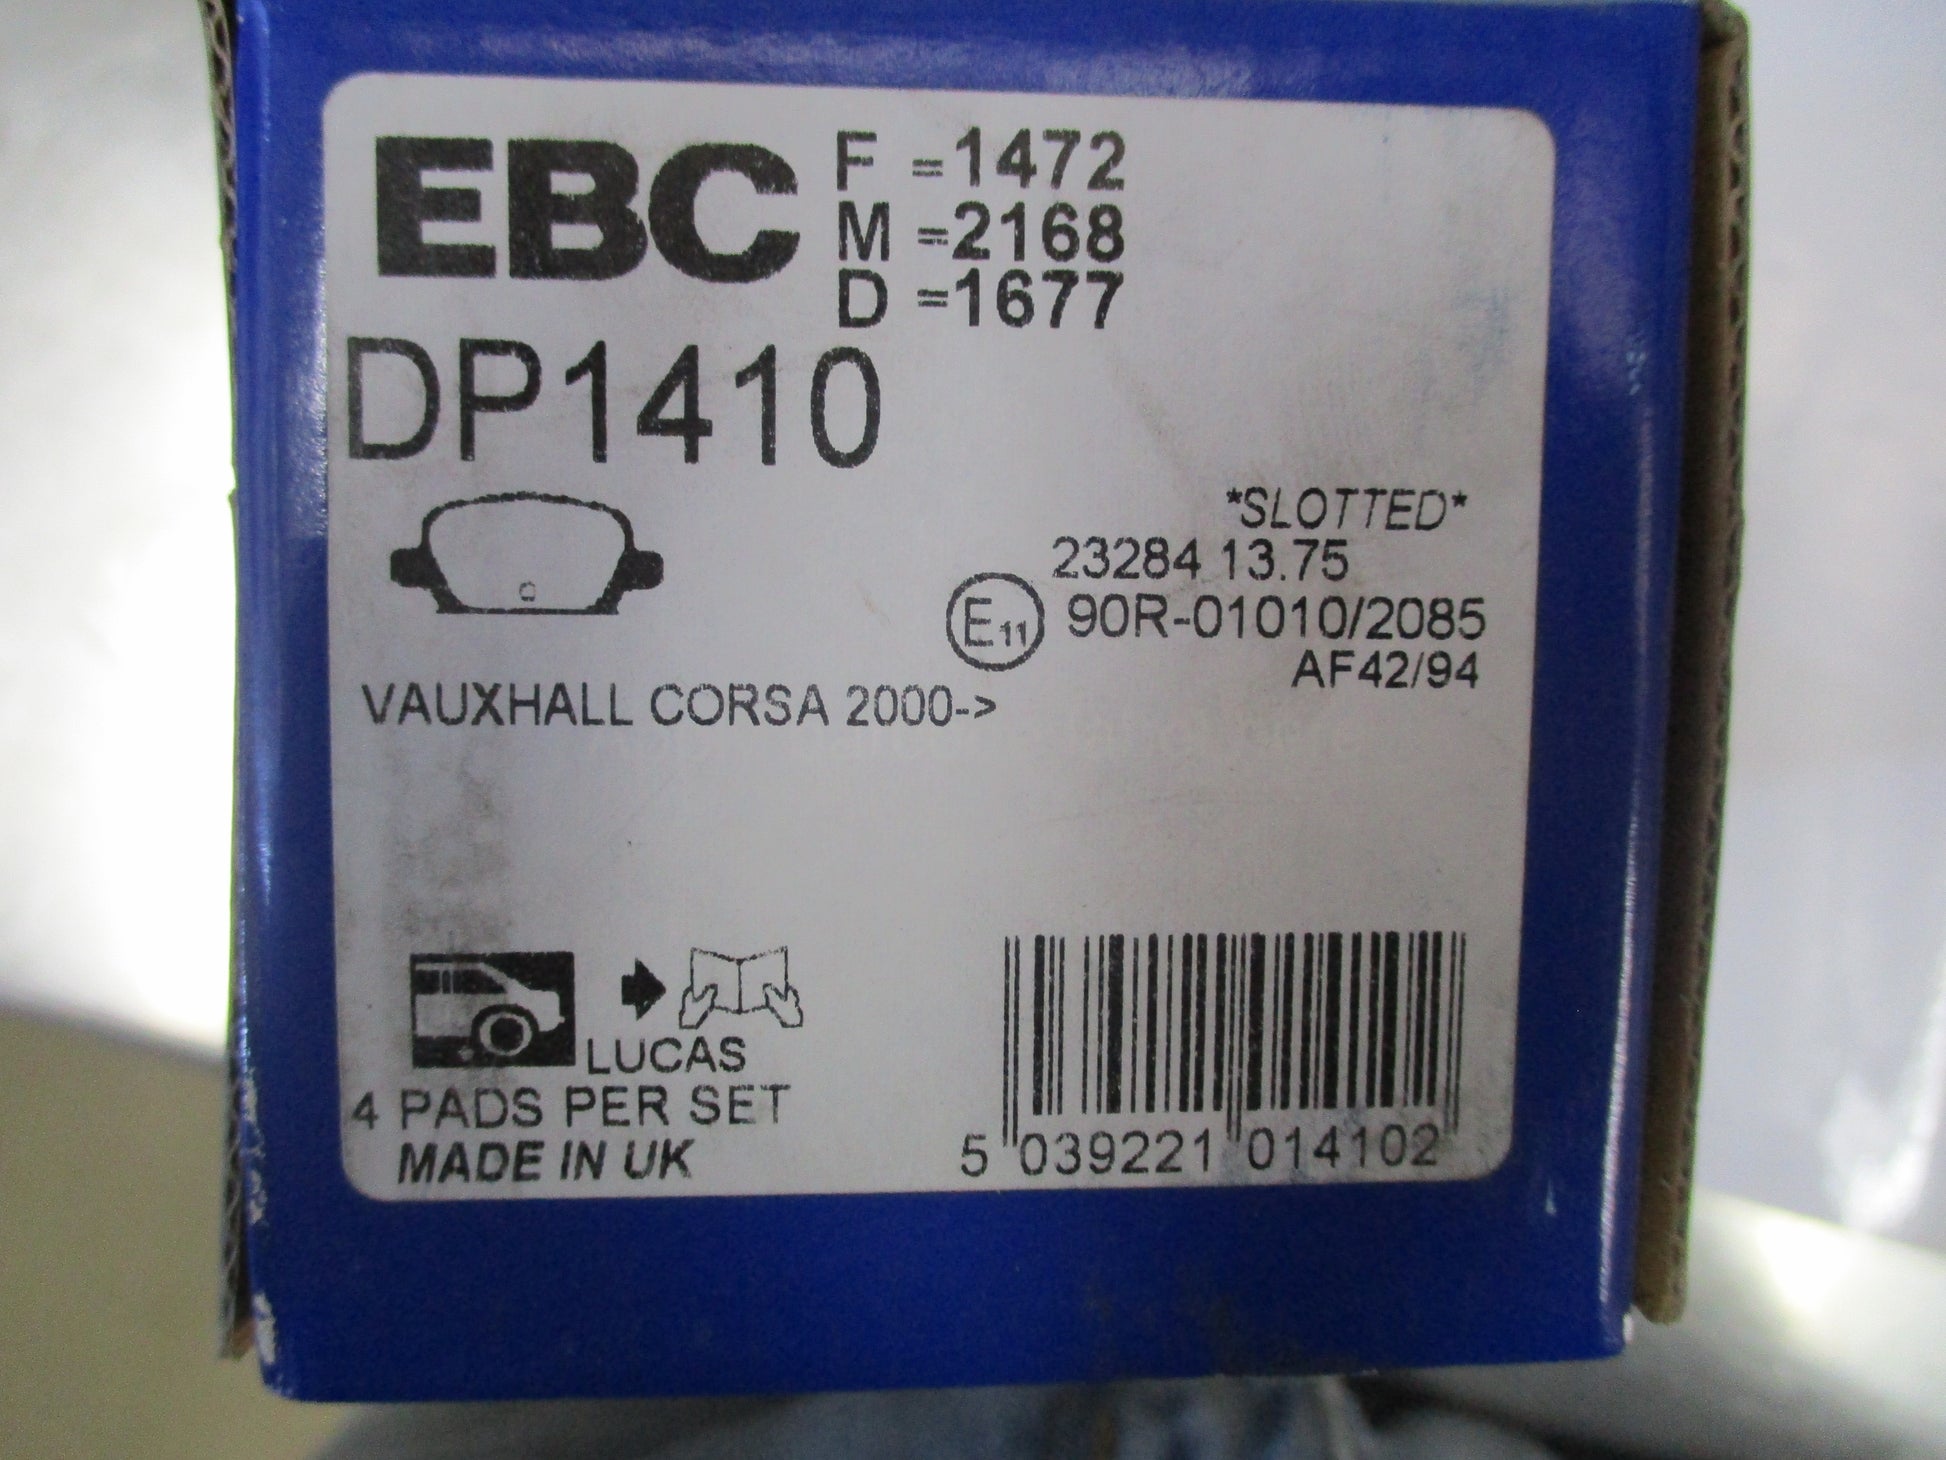 EBC
F =1472
M =2168
D =1677
DP1410
*SLOTTED*
23284 13.75
E11 90R-01010/2085
AF42/94
VAUXHALL CORSA 2000->
LUCAS
4 PADS PER SET
MADE IN UK
5 039221 014102